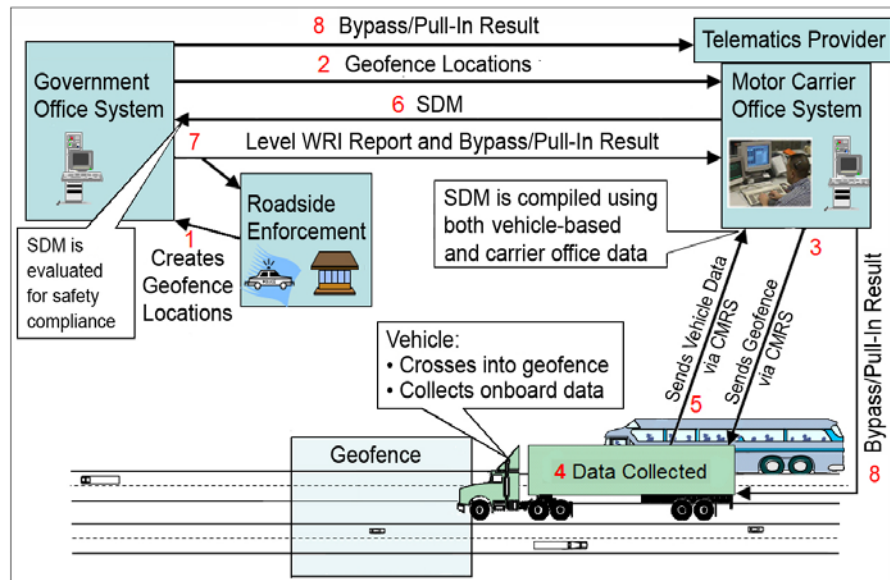 8 Bypass/Pull-In Result
Telematics Provider
Government
Office System
2 Geofence Locations
Motor Carrier
Office System
6 SDM
7
Level WRI Report and Bypass/Pull-In Result
Roadside
Enforcement
1
Creates
Geofence
Locations
SDM is
evaluated
for safety
compliance
SDM is compiled using
both vehicle-based
and carrier office data
3
Sends Vehicle Data
via CMRS
5
Sends Geofence
via CMRS
Bypass/Pull-In Result
8
Vehicle:
• Crosses into geofence
• Collects onboard data
Geofence
4 Data Collected